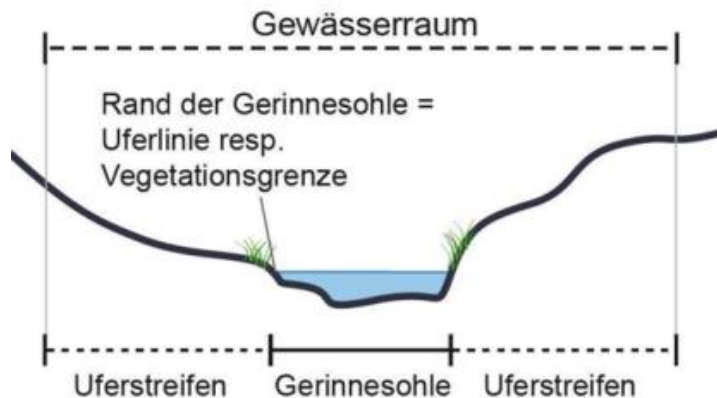 Gewässerraum
Rand der Gerinnesohle =
Uferlinie resp.
Vegetationsgrenze
Uferstreifen Gerinnesohle Uferstreifen